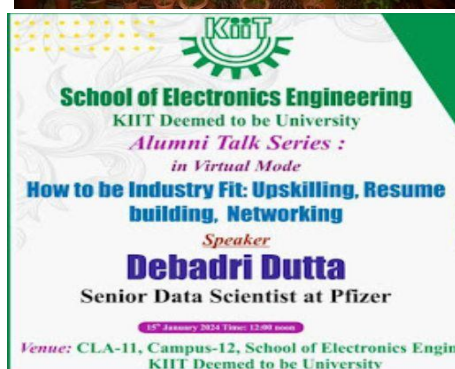 KiiT
School of Electronics Engineering
KIIT Deemed to be University
Alumni Talk Series :
in Virtual Mode
How to be Industry Fit: Upskilling, Resume
building, Networking
Speaker
Debadri Dutta
Senior Data Scientist at Pfizer
15th January 2024 Time: 12:00 noon
Venue: CLA-11, Campus-12, School of Electronics Engin
KIIT Deemed to be University